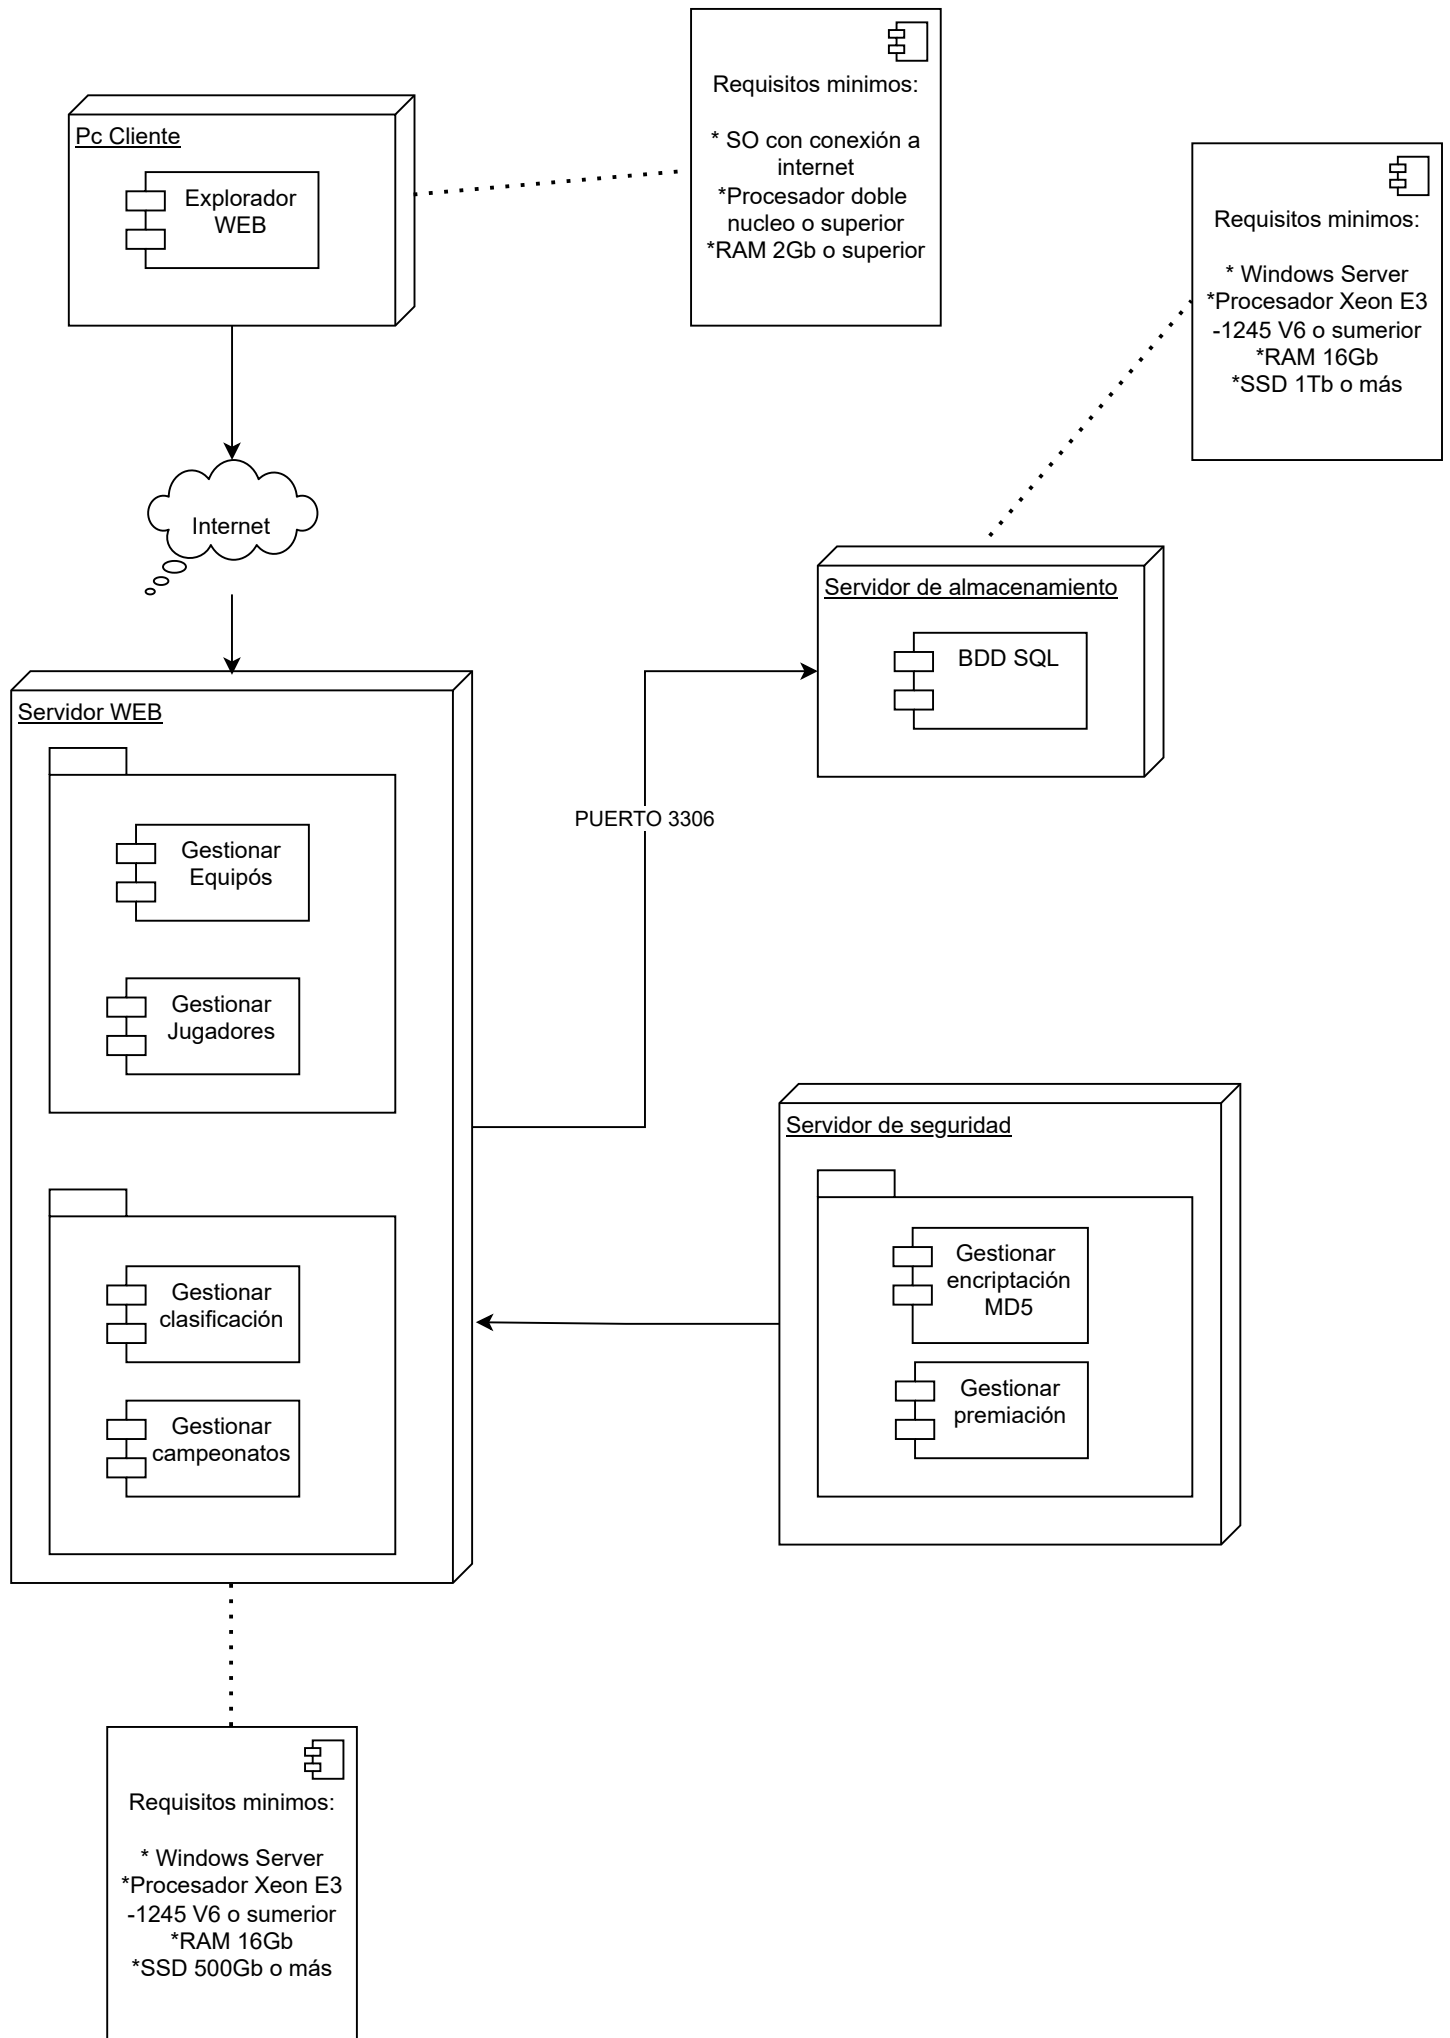 Requisitos minimos:
* SO con conexión a
internet
*Procesador doble
nucleo o superior
*RAM 2Gb o superior
Pc Cliente
Explorador
WEB
Requisitos minimos:
* Windows Server
*Procesador Xeon E3
-1245 V6 o sumerior
*RAM 16Gb
*SSD 1Tb o más
Internet
Servidor de almacenamiento
BDD SQL
Servidor WEB
Gestionar
Equipós
Gestionar
Jugadores
PUERTO 3306
Gestionar
clasificación
Gestionar
campeonatos
Servidor de seguridad
Gestionar
encriptación
MD5
Gestionar
premiación
Requisitos minimos:
* Windows Server
*Procesador Xeon E3
-1245 V6 o sumerior
*RAM 16Gb
*SSD 500Gb o más